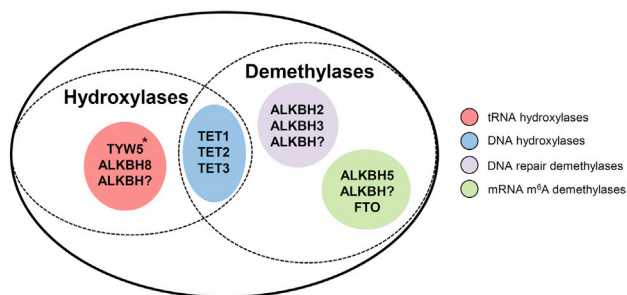 Hydroxylases
Demethylases
TYW5*
ALKBH8
ALKBH?
TET1
TET2
TET3
ALKBH2
ALKBH3
ALKBH?
ALKBH5
ALKBH?
FTO
tRNA hydroxylases
DNA hydroxylases
DNA repair demethylases
mRNA m⁶A demethylases